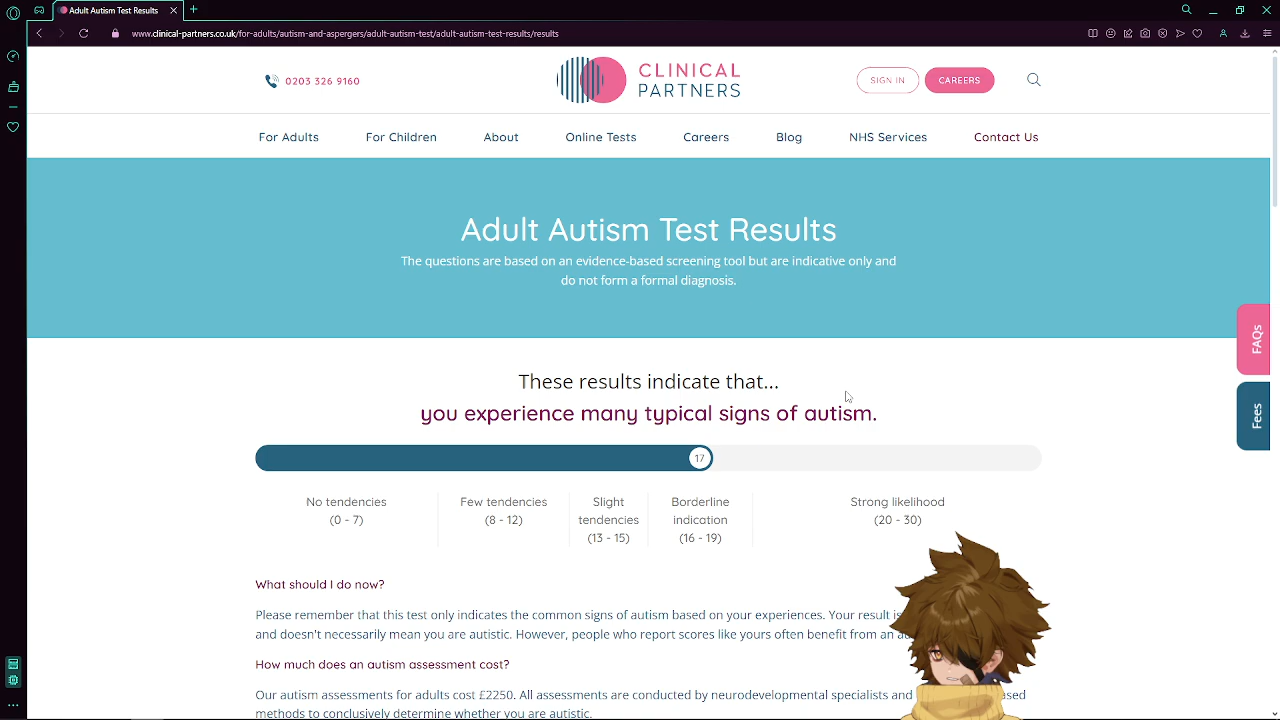 Adult Autism Test Results
www.clinical-partners.co.uk/for-adults/autism-and-aspergers/adult-autism-test/adult-autism-test-results/results
0203 326 9160
CLINICAL
PARTNERS
SIGN IN
CAREERS
For Adults
For Children
About
Online Tests
Careers
Blog
NHS Services
Contact Us
Adult Autism Test Results
The questions are based on an evidence-based screening tool but are indicative only and
do not form a formal diagnosis.
FAQs
Fees
These results indicate that...
you experience many typical signs of autism.
17
No tendencies
(0 - 7)
Few tendencies
(8 - 12)
Slight
tendencies
(13 - 15)
Borderline
indication
(16 - 19)
Strong likelihood
(20 - 30)
What should I do now?
Please remember that this test only indicates the common signs of autism based on your experiences. Your result is
and doesn't necessarily mean you are autistic. However, people who report scores like yours often benefit from an
How much does an autism assessment cost?
Our autism assessments for adults cost £2250. All assessments are conducted by neurodevelopmental specialists and
methods to conclusively determine whether you are autistic.